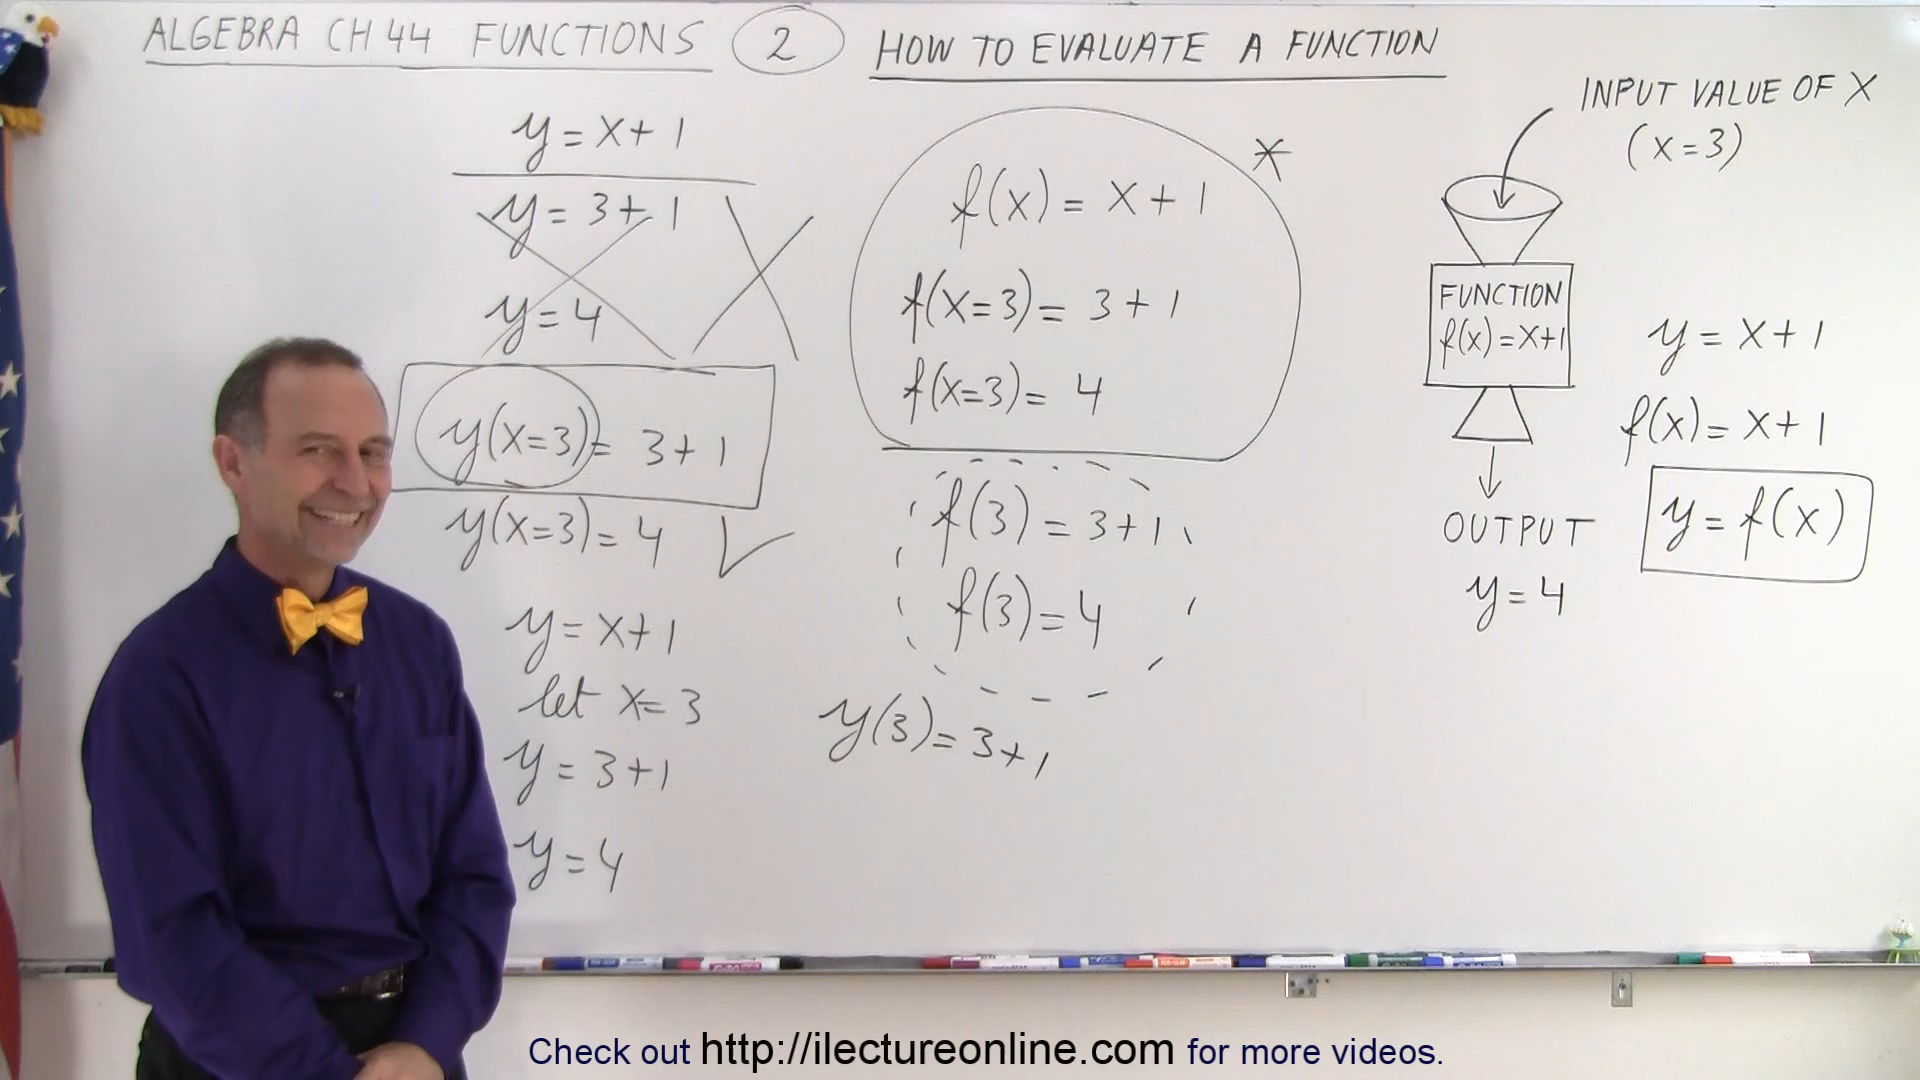 ALGEBRA CH 44 FUNCTIONS 2 HOW TO EVALUATE A FUNCTION
y = x + 1
y = 3 + 1
y = 4
y(x=3) = 3 + 1
y(x=3) = 4
y = x + 1
let x = 3
y = 3 + 1
y = 4
f(x) = x + 1
*
f(x=3) = 3 + 1
f(x=3) = 4
f(3) = 3 + 1
f(3) = 4
y(3) = 3 + 1
INPUT VALUE OF X
(x=3)
FUNCTION
f(x) = x+1
OUTPUT
y = 4
y = x + 1
f(x) = x + 1
y = f(x)
Check out http://ilectureonline.com for more videos.